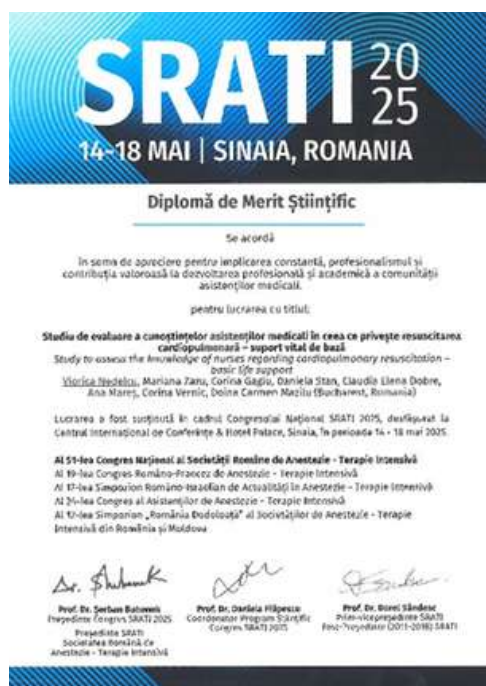 SRATI 20
25
14-18 MAI | SINAIA, ROMANIA
Diplomă de Merit Științific
Se acordă
în semn de apreciere pentru implicarea constantă, profesionalismul și
contribuția valoroasă la dezvoltarea profesională și academică a comunității
asistenților medicali.
pentru lucrarea cu titlul:
Studiu de evaluare a cunoștințelor asistenților medicali în ceea ce privește resuscitarea
cardiopulmonară – suport vital de bază
Study to assess the knowledge of nurses regarding cardiopulmonary resuscitation –
basic life support
Viorica Nedelcu, Mariana Zanu, Corina Gagiu, Daniela Stan, Claudia Elena Dobre,
Ana Mareș, Corina Vernic, Doina Carmen Mazilu (Bucharest, Romania)
Lucrarea a fost susținută în cadrul Congresului Național SRATI 2025, desfășurat la
Centrul Internațional de Conferințe & Hotel Palace, Sinaia, în perioada 14 - 18 mai 2025.
Al 51-lea Congres Național al Societății Române de Anestezie - Terapie Intensivă
Al 19-lea Congres Româno-Francez de Anestezie - Terapie Intensivă
Al 17-lea Simpozion Româno-Israelian de Actualități în Anestezie - Terapie Intensivă
Al 24-lea Congres al Asistenților de Anestezie - Terapie Intensivă
Al 12-lea Simpozion al Societăților de Anestezie - Terapie
Intensivă din România și Moldova
Prof. Dr. Șerban Bubenek
Președinte Congres SRATI 2025
Președinte SRATI
Societatea Română de
Anestezie - Terapie Intensivă
Prof. Dr. Daniela Filipescu
Coordonator Program Științific
Congres SRATI 2025
Prof. Dr. Dorel Săndesc
Prim-vicepreședinte SRATI
Past-Președinte (2011-2018) SRATI